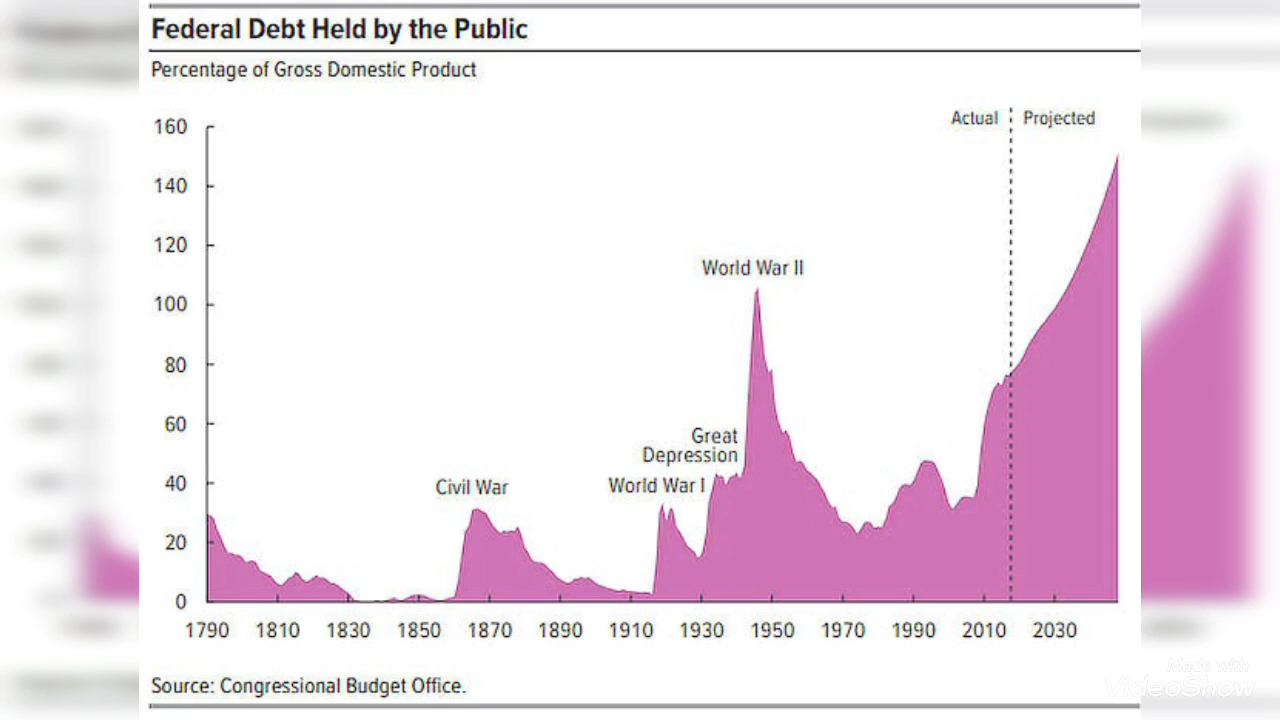 Federal Debt Held by the Public
Percentage of Gross Domestic Product
Actual Projected
160
140
120
100
80
60
40
20
0
World War II
Great
Depression
World War I
Civil War
1790 1810 1830 1850 1870 1890 1910 1930 1950 1970 1990 2010 2030
Source: Congressional Budget Office.
Made with
VideoShow